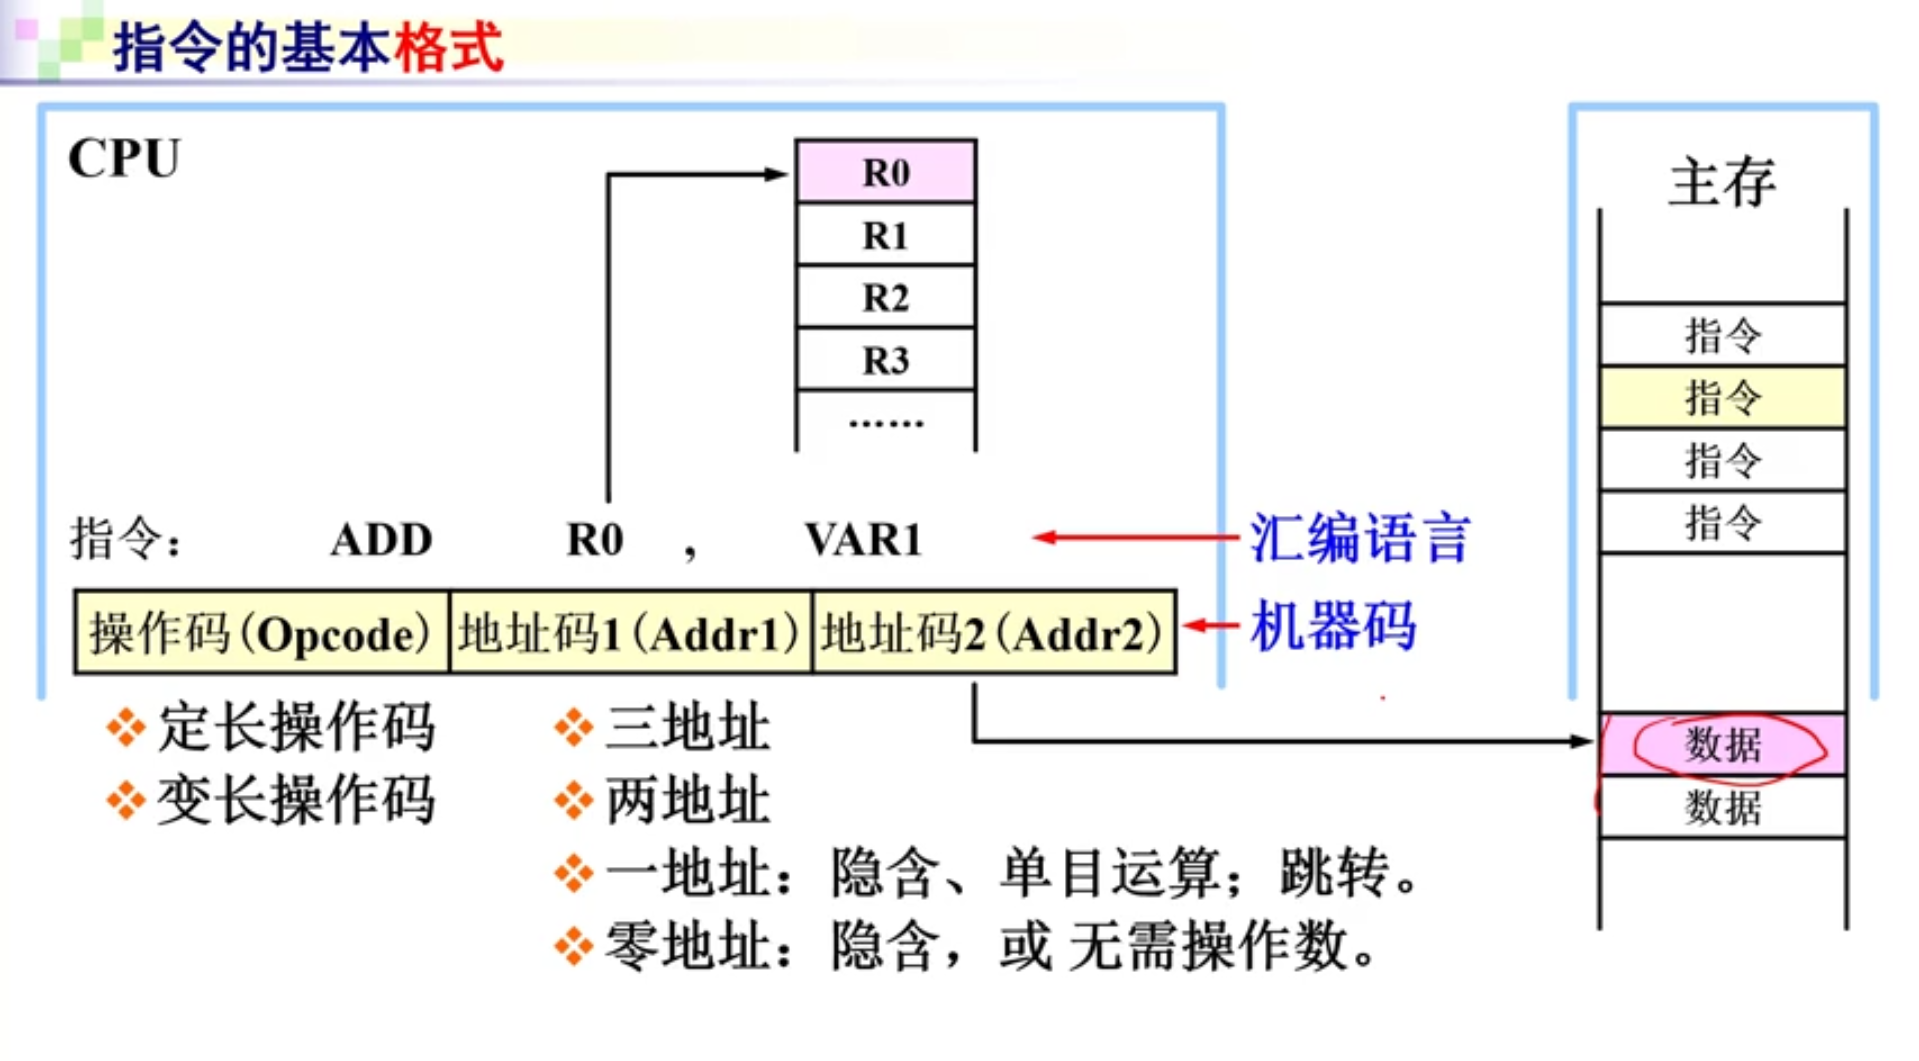 指令的基本格式
CPU
R0
R1
R2
R3
……
指令： ADD R0 , VAR1
汇编语言
操作码(Opcode) 地址码1(Addr1) 地址码2(Addr2)
机器码
❖定长操作码
❖变长操作码
❖三地址
❖两地址
❖一地址：隐含、单目运算；跳转。
❖零地址：隐含，或 无需操作数。
主存
指令
指令
指令
指令
数据
数据